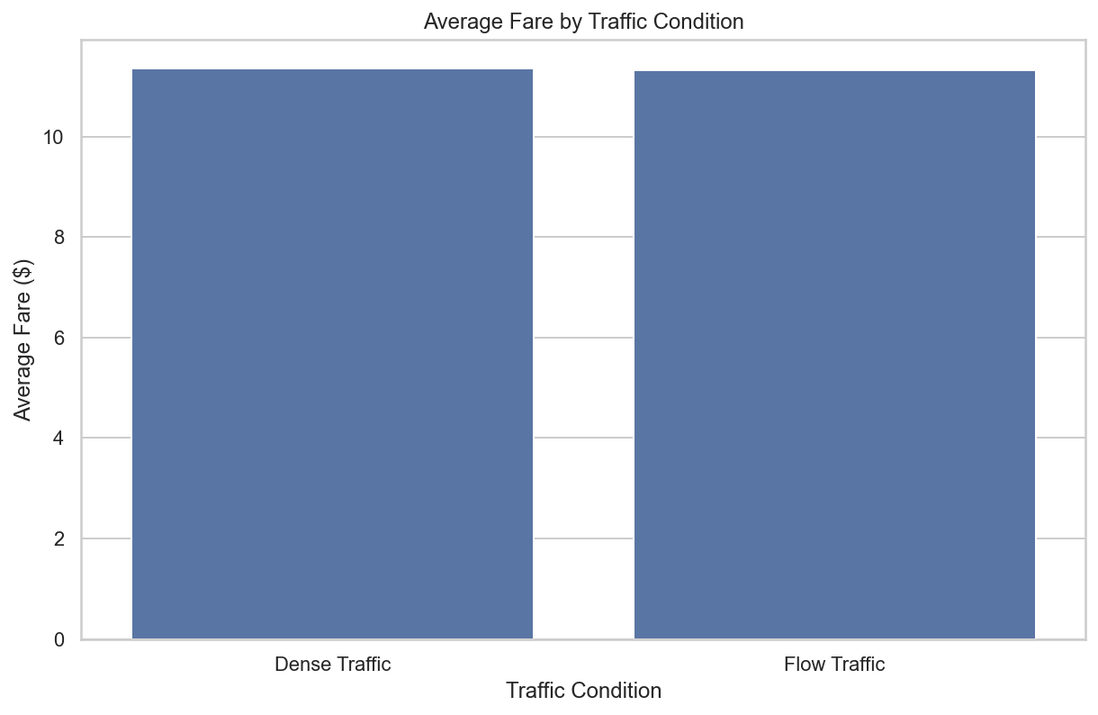 Average Fare by Traffic Condition
Average Fare ($)
10
8
6
4
2
0
Dense Traffic
Flow Traffic
Traffic Condition